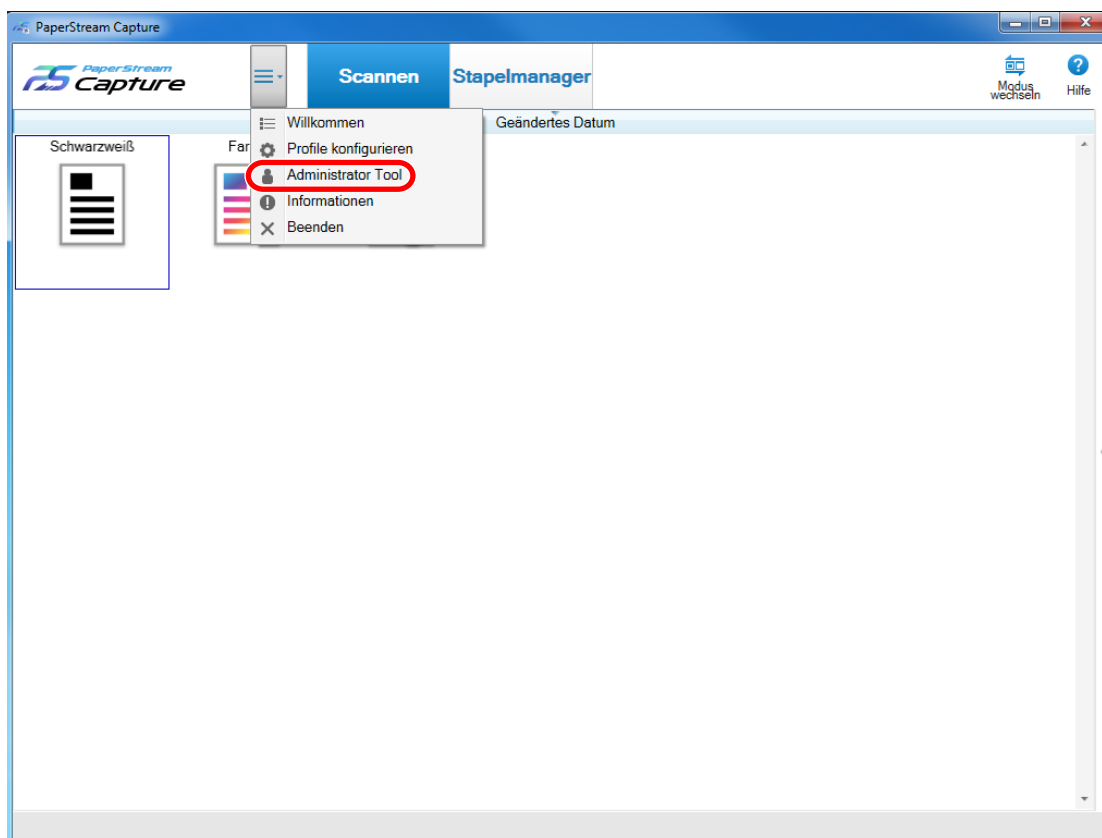 PaperStream Capture
PaperStream
Capture
Scannen
Stapelmanager
Modus
wechseln
Hilfe
Geändertes Datum
Willkommen
Profile konfigurieren
Administrator Tool
Informationen
Beenden
Schwarzweiß
Far